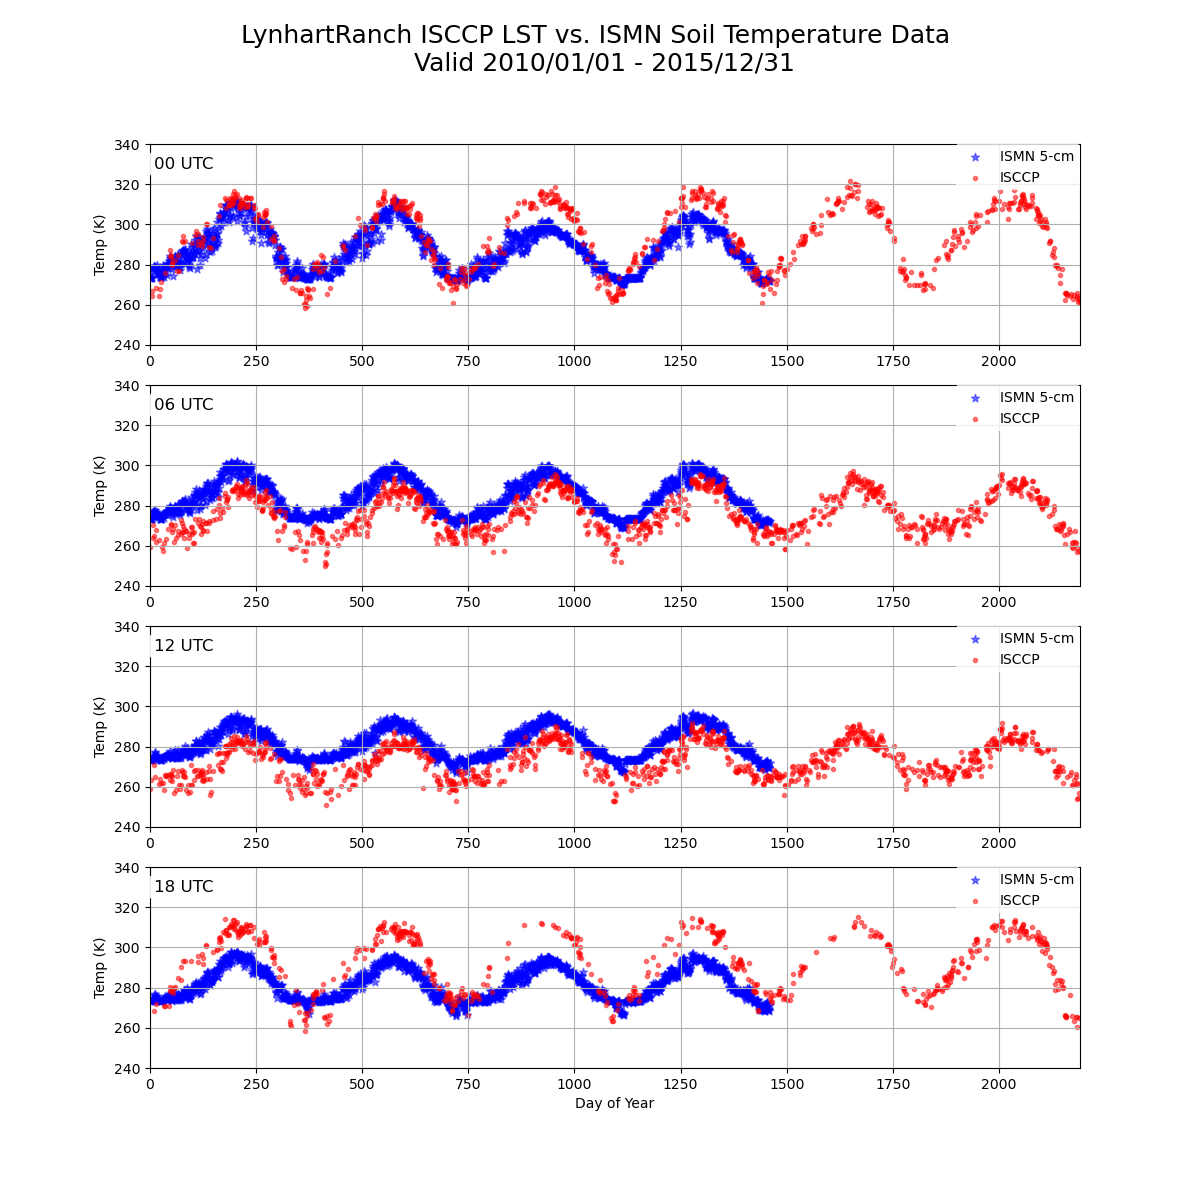 LynhartRanch ISCCP LST vs. ISMN Soil Temperature Data
Valid 2010/01/01 - 2015/12/31
340
320
300
280
260
240
Temp (K)
00 UTC
ISMN 5-cm
ISCCP
0 250 500 750 1000 1250 1500 1750 2000
340
320
300
280
260
240
Temp (K)
06 UTC
ISMN 5-cm
ISCCP
0 250 500 750 1000 1250 1500 1750 2000
340
320
300
280
260
240
Temp (K)
12 UTC
ISMN 5-cm
ISCCP
0 250 500 750 1000 1250 1500 1750 2000
340
320
300
280
260
240
Temp (K)
18 UTC
ISMN 5-cm
ISCCP
0 250 500 750 1000 1250 1500 1750 2000
Day of Year